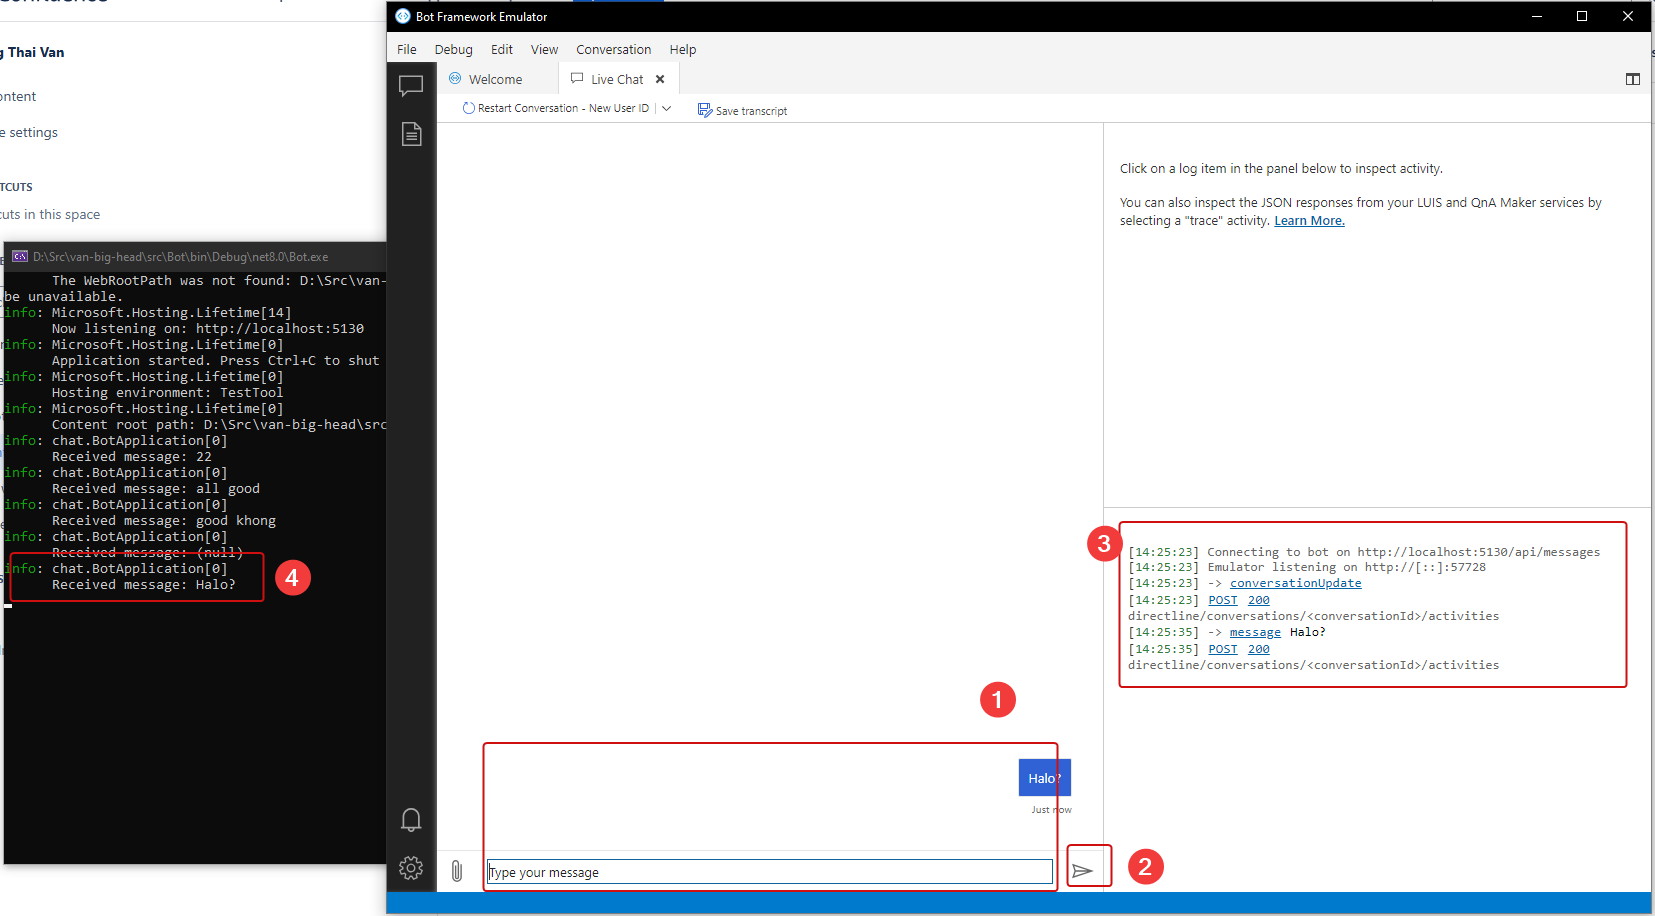 g Thai Van
ontent
e settings
TCUTS
cuts in this space
D:\Src\van-big-head\src\Bot\bin\Debug\net8.0\Bot.exe
The WebRootPath was not found: D:\Src\van-
be unavailable.
info: Microsoft.Hosting.Lifetime[14]
Now listening on: http://localhost:5130
info: Microsoft.Hosting.Lifetime[0]
Application started. Press Ctrl+C to shut
info: Microsoft.Hosting.Lifetime[0]
Hosting environment: TestTool
info: Microsoft.Hosting.Lifetime[0]
Content root path: D:\Src\van-big-head\src
info: chat.BotApplication[0]
Received message: 22
info: chat.BotApplication[0]
Received message: all good
info: chat.BotApplication[0]
Received message: good khong
info: chat.BotApplication[0]
Received message: (null)
info: chat.BotApplication[0]
Received message: Halo?
4
Bot Framework Emulator
File Debug Edit View Conversation Help
Welcome Live Chat
Restart Conversation - New User ID Save transcript
Click on a log item in the panel below to inspect activity.
You can also inspect the JSON responses from your LUIS and QnA Maker services by
selecting a "trace" activity. Learn More.
3
[14:25:23] Connecting to bot on http://localhost:5130/api/messages
[14:25:23] Emulator listening on http://[::]:57728
[14:25:23] -> conversationUpdate
[14:25:23] POST 200
directline/conversations/<conversationId>/activities
[14:25:35] -> message Halo?
[14:25:35] POST 200
directline/conversations/<conversationId>/activities
1
Halo?
Just now
Type your message
2